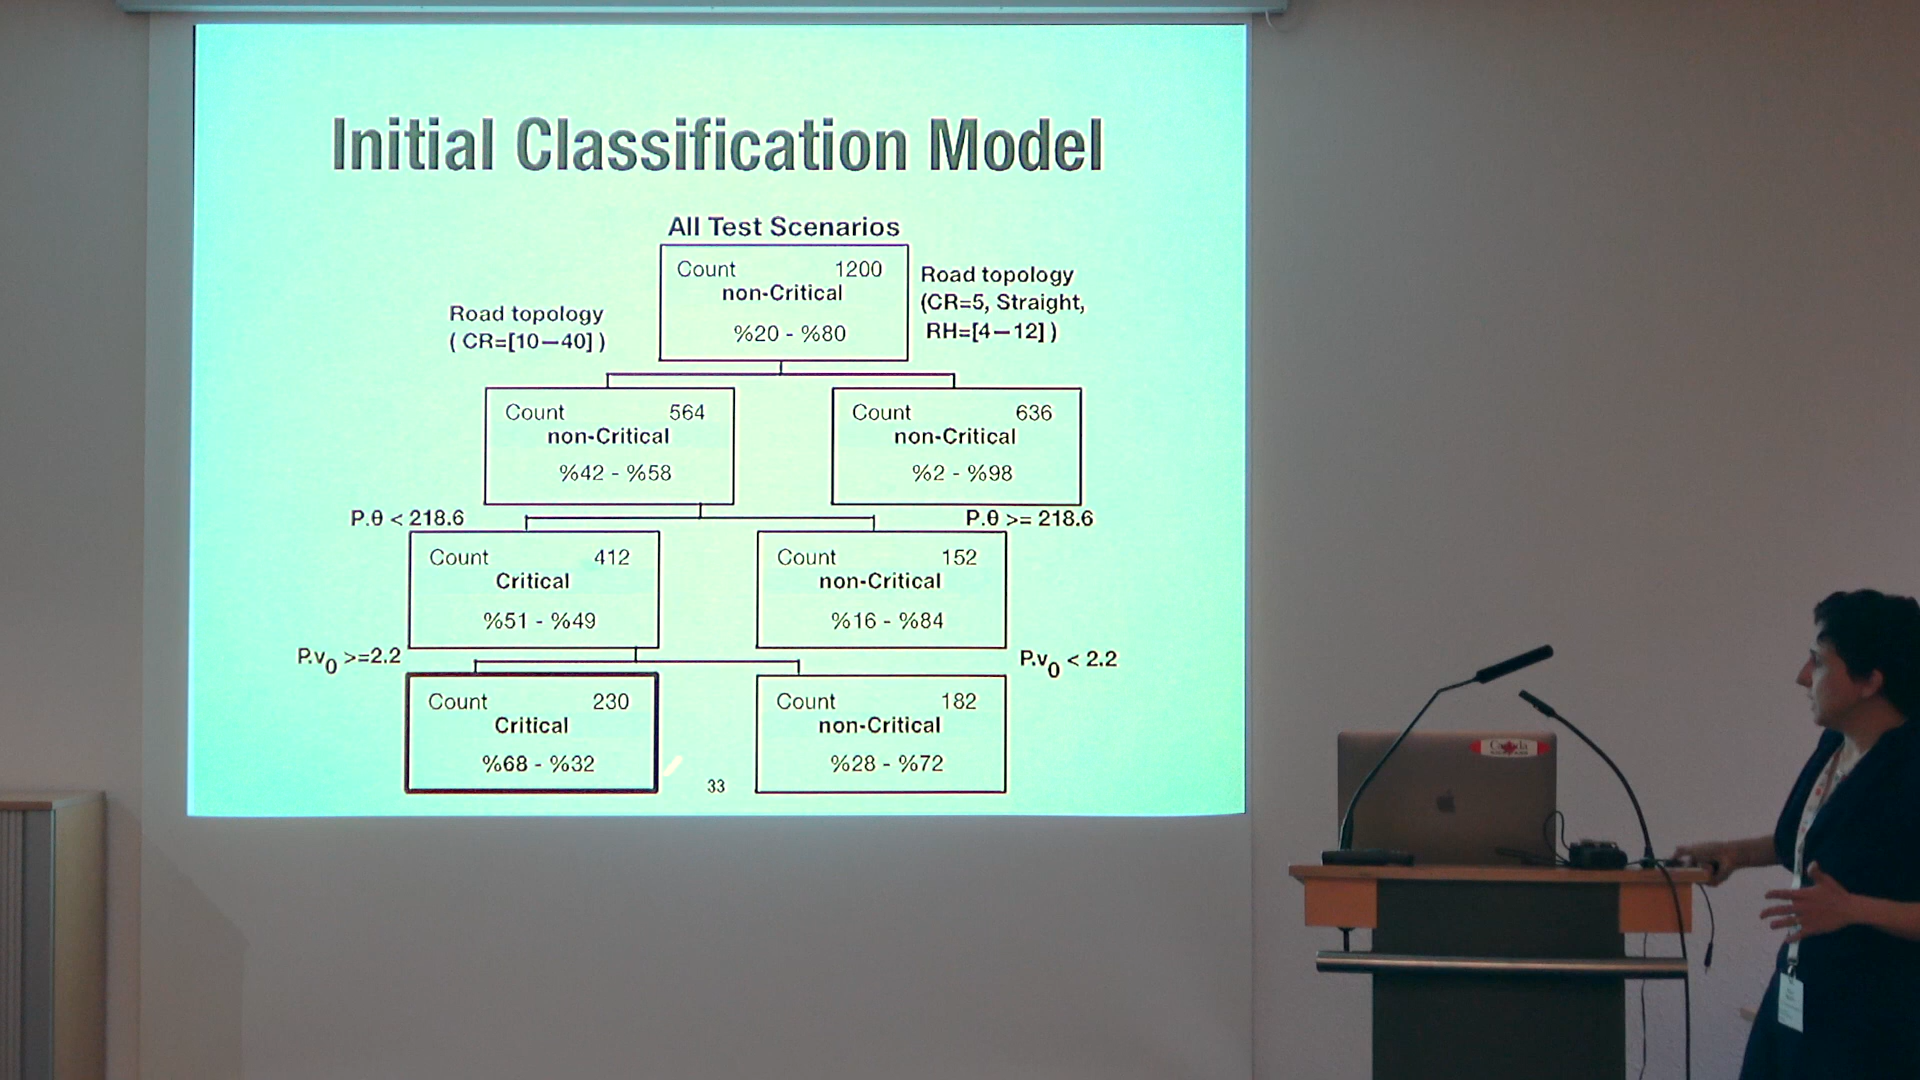 Initial Classification Model
All Test Scenarios
Count 1200
non-Critical
%20 - %80
Road topology
(CR=5, Straight,
RH=[4—12] )
Road topology
( CR=[10—40] )
Count 564
non-Critical
%42 - %58
Count 636
non-Critical
%2 - %98
P.θ < 218.6
P.θ >= 218.6
Count 412
Critical
%51 - %49
Count 152
non-Critical
%16 - %84
P.v0 >=2.2
P.v0 < 2.2
Count 230
Critical
%68 - %32
Count 182
non-Critical
%28 - %72
33
Canada